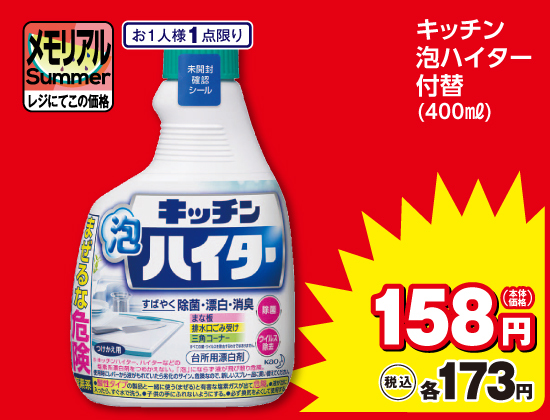 メモリアル
Summer
レジにてこの価格
お1人様1点限り
未開封
確認
シール
キッチン
泡ハイター
付替
(400㎖)
キッチン
泡ハイター
すばやく 除菌・漂白・消臭
まな板
排水口ごみ受け
三角コーナー
台所用漂白剤
除菌
ウイルス
除去
Kao
まぜるな危険
つけかえ用
158円(本体価格)
税込 各173円